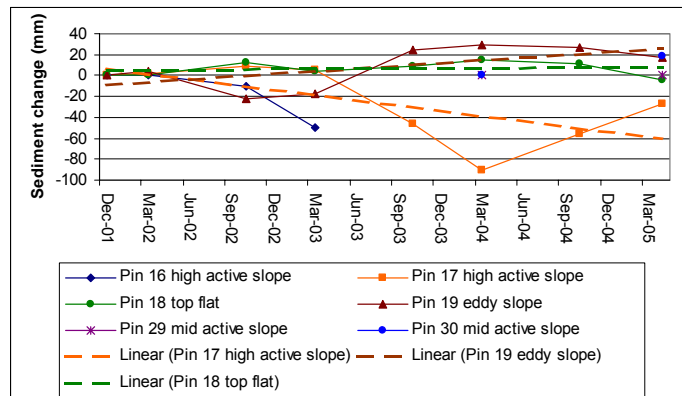 Sediment change (mm)
40
20
0
-20
-40
-60
-80
-100
Dec-01
Mar-02
Jun-02
Sep-02
Dec-02
Mar-03
Jun-03
Sep-03
Dec-03
Mar-04
Jun-04
Sep-04
Dec-04
Mar-05
Pin 16 high active slope
Pin 17 high active slope
Pin 18 top flat
Pin 19 eddy slope
Pin 29 mid active slope
Pin 30 mid active slope
Linear (Pin 17 high active slope)
Linear (Pin 19 eddy slope)
Linear (Pin 18 top flat)